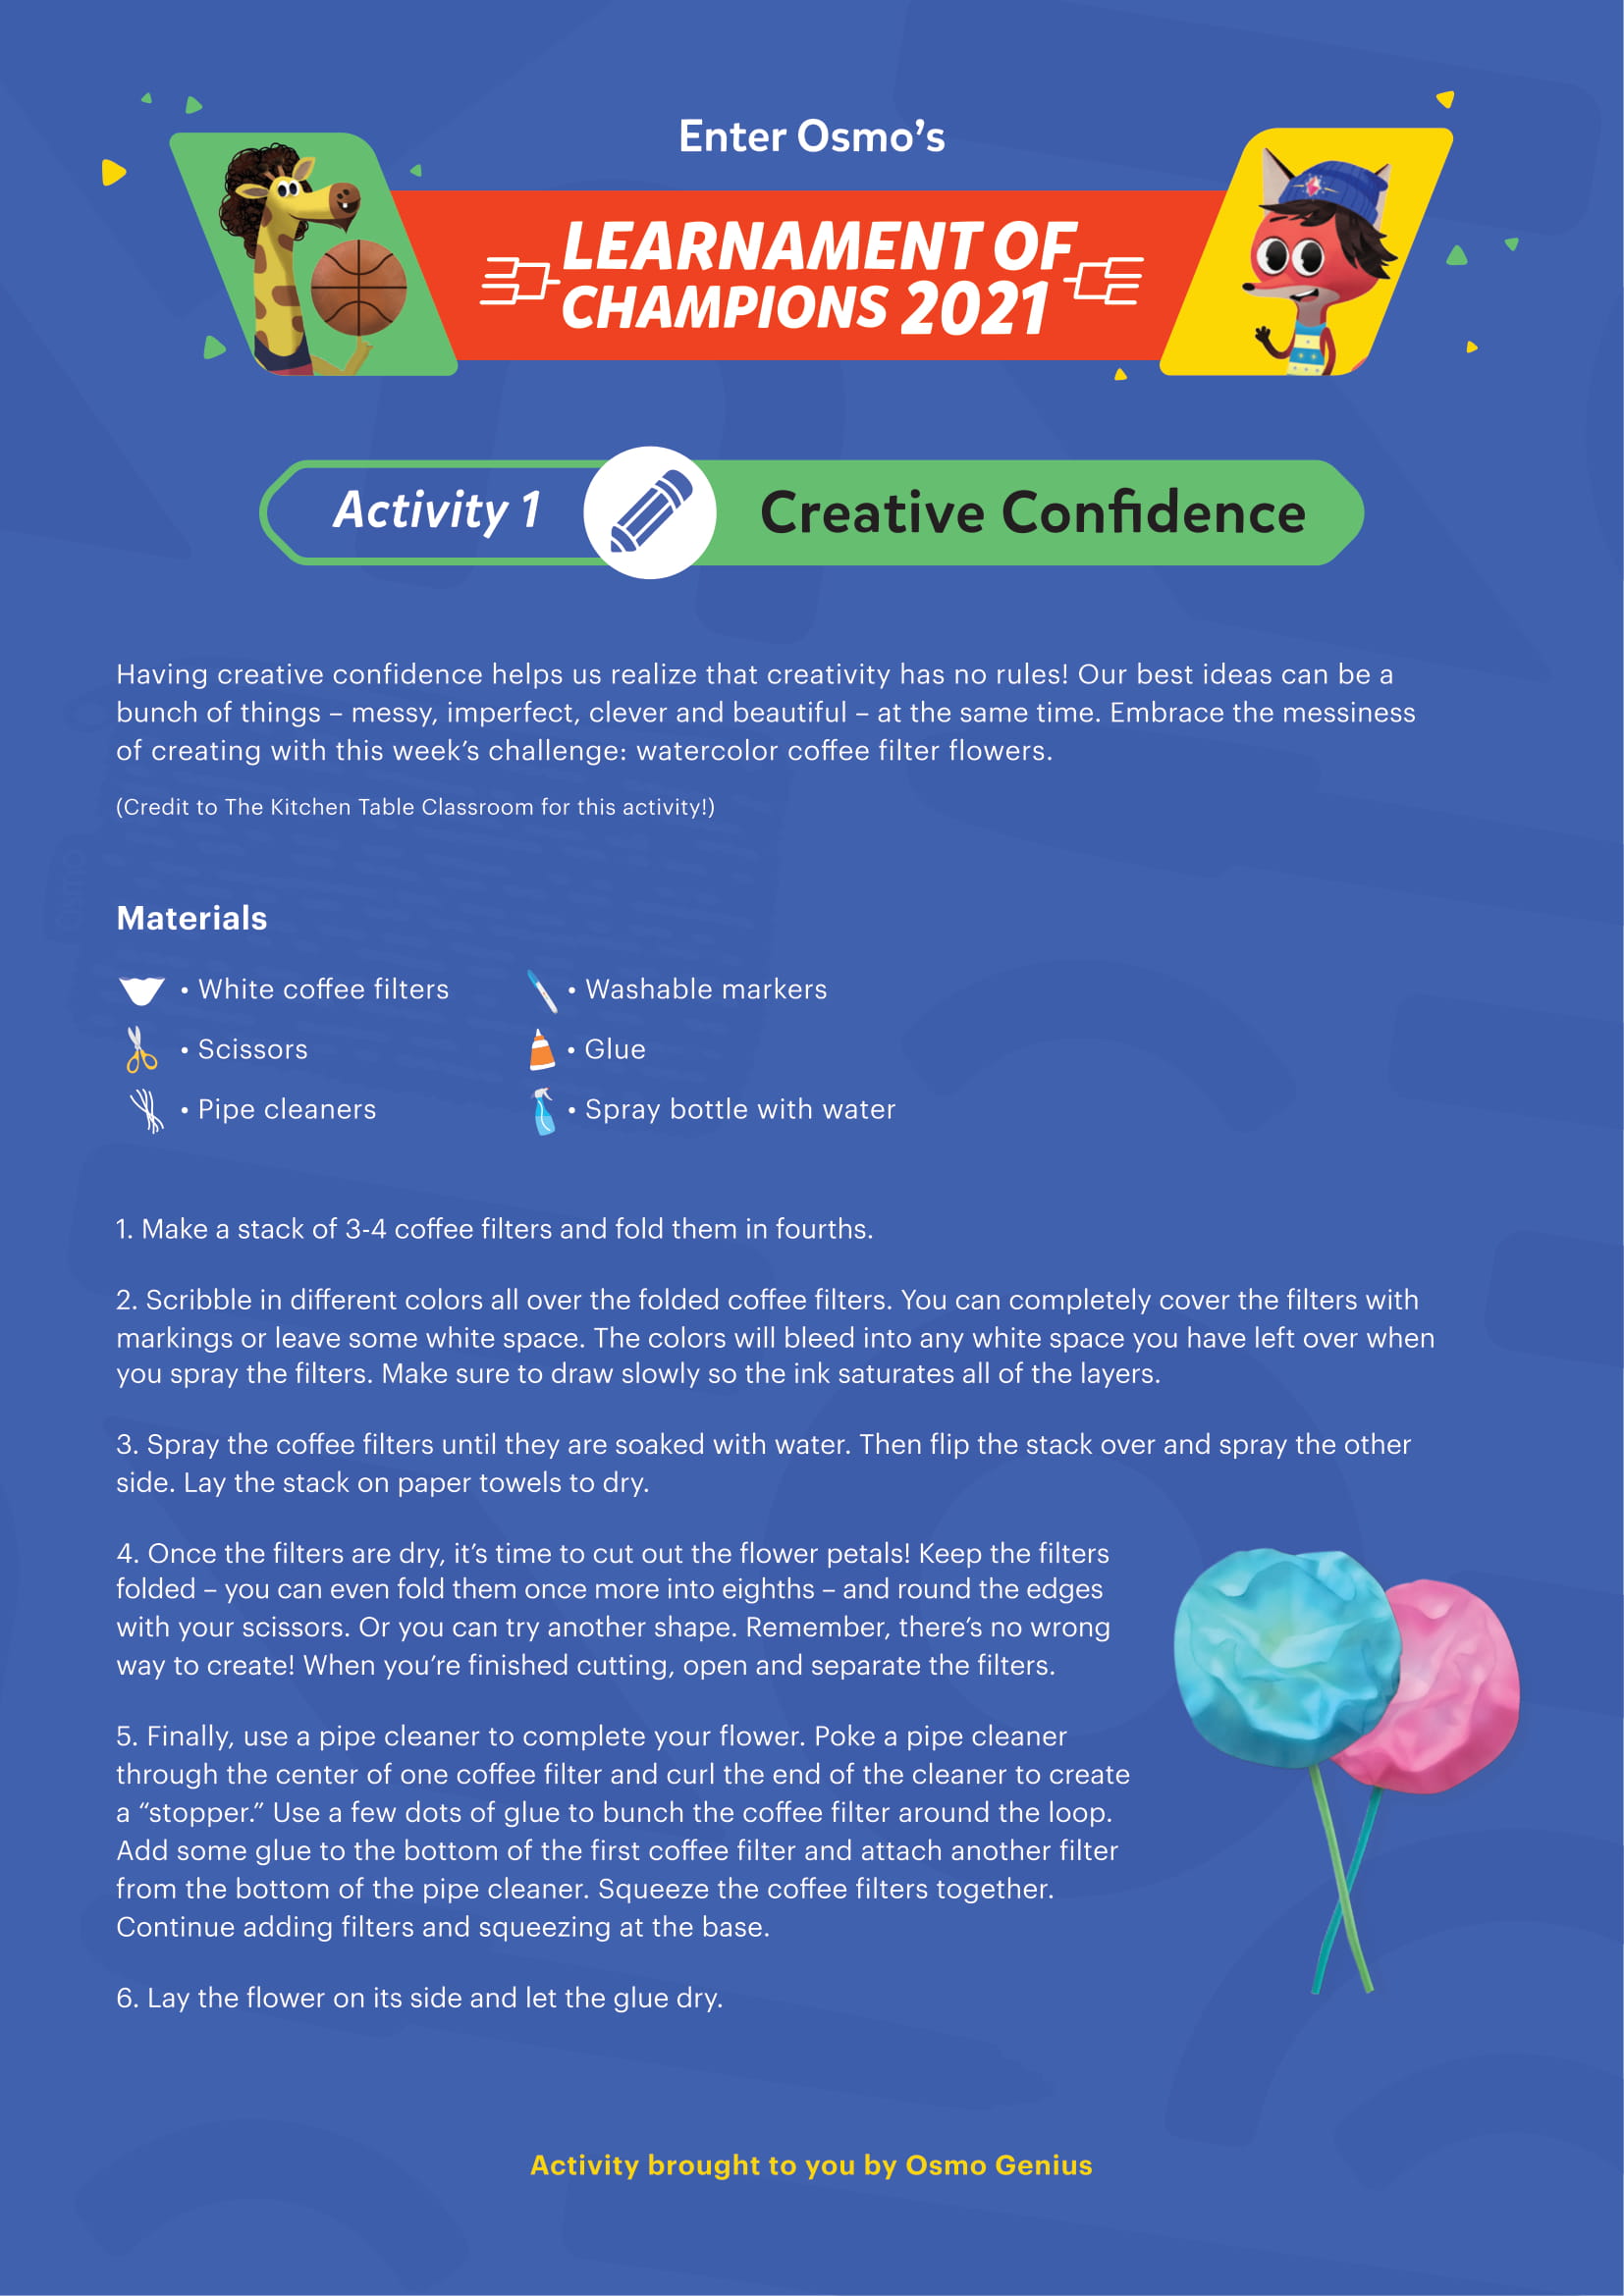 Enter Osmo’s
LEARNAMENT OF
CHAMPIONS 2021
Activity 1
Creative Confidence
Having creative confidence helps us realize that creativity has no rules! Our best ideas can be a
bunch of things – messy, imperfect, clever and beautiful – at the same time. Embrace the messiness
of creating with this week’s challenge: watercolor coffee filter flowers.
(Credit to The Kitchen Table Classroom for this activity!)
Materials
• White coffee filters
• Scissors
• Pipe cleaners
• Washable markers
• Glue
• Spray bottle with water
1. Make a stack of 3-4 coffee filters and fold them in fourths.
2. Scribble in different colors all over the folded coffee filters. You can completely cover the filters with
markings or leave some white space. The colors will bleed into any white space you have left over when
you spray the filters. Make sure to draw slowly so the ink saturates all of the layers.
3. Spray the coffee filters until they are soaked with water. Then flip the stack over and spray the other
side. Lay the stack on paper towels to dry.
4. Once the filters are dry, it’s time to cut out the flower petals! Keep the filters
folded – you can even fold them once more into eighths – and round the edges
with your scissors. Or you can try another shape. Remember, there’s no wrong
way to create! When you’re finished cutting, open and separate the filters.
5. Finally, use a pipe cleaner to complete your flower. Poke a pipe cleaner
through the center of one coffee filter and curl the end of the cleaner to create
a “stopper.” Use a few dots of glue to bunch the coffee filter around the loop.
Add some glue to the bottom of the first coffee filter and attach another filter
from the bottom of the pipe cleaner. Squeeze the coffee filters together.
Continue adding filters and squeezing at the base.
6. Lay the flower on its side and let the glue dry.
Activity brought to you by Osmo Genius